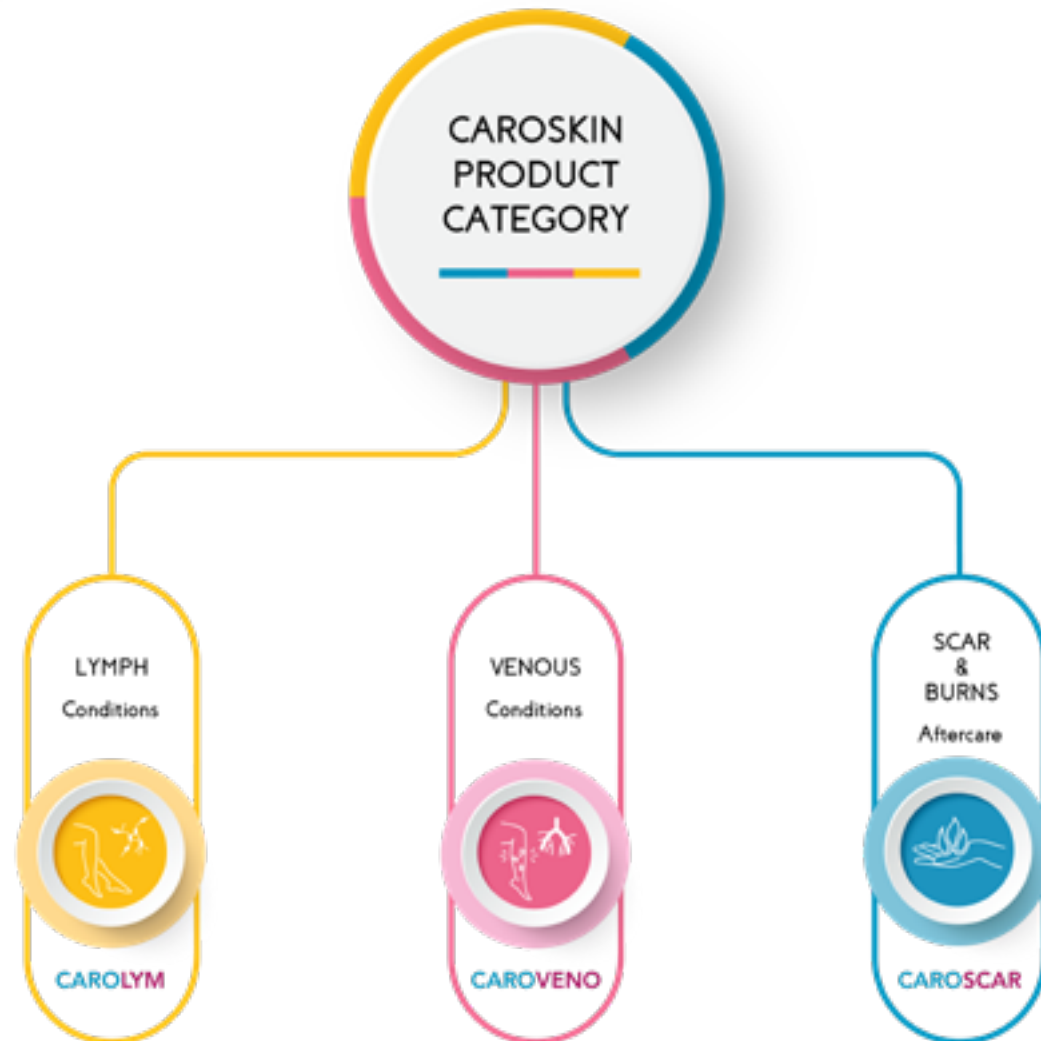 CAROSKIN
PRODUCT
CATEGORY
LYMPH
Conditions
CAROLYM
VENOUS
Conditions
CAROVENO
SCAR
&
BURNS
Aftercare
CAROSCAR